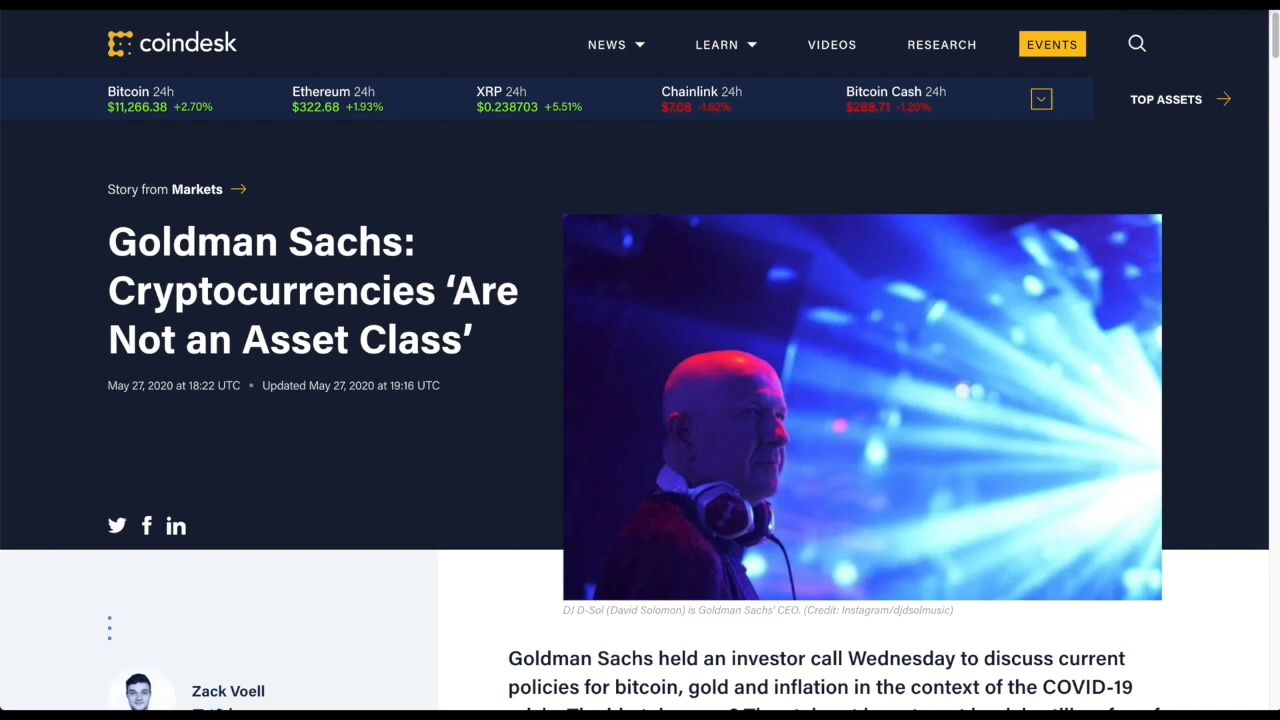 coindesk
NEWS
LEARN
VIDEOS
RESEARCH
EVENTS
Bitcoin 24h
$11,266.38 +2.70%
Ethereum 24h
$322.68 +1.93%
XRP 24h
$0.238703 +5.51%
Chainlink 24h
$7.08 -1.62%
Bitcoin Cash 24h
$288.71 -1.20%
TOP ASSETS
Story from Markets
Goldman Sachs:
Cryptocurrencies ‘Are
Not an Asset Class’
May 27, 2020 at 18:22 UTC Updated May 27, 2020 at 19:16 UTC
DJ D-Sol (David Solomon) is Goldman Sachs' CEO. (Credit: Instagram/djdsolmusic)
Goldman Sachs held an investor call Wednesday to discuss current
policies for bitcoin, gold and inflation in the context of the COVID-19
Zack Voell